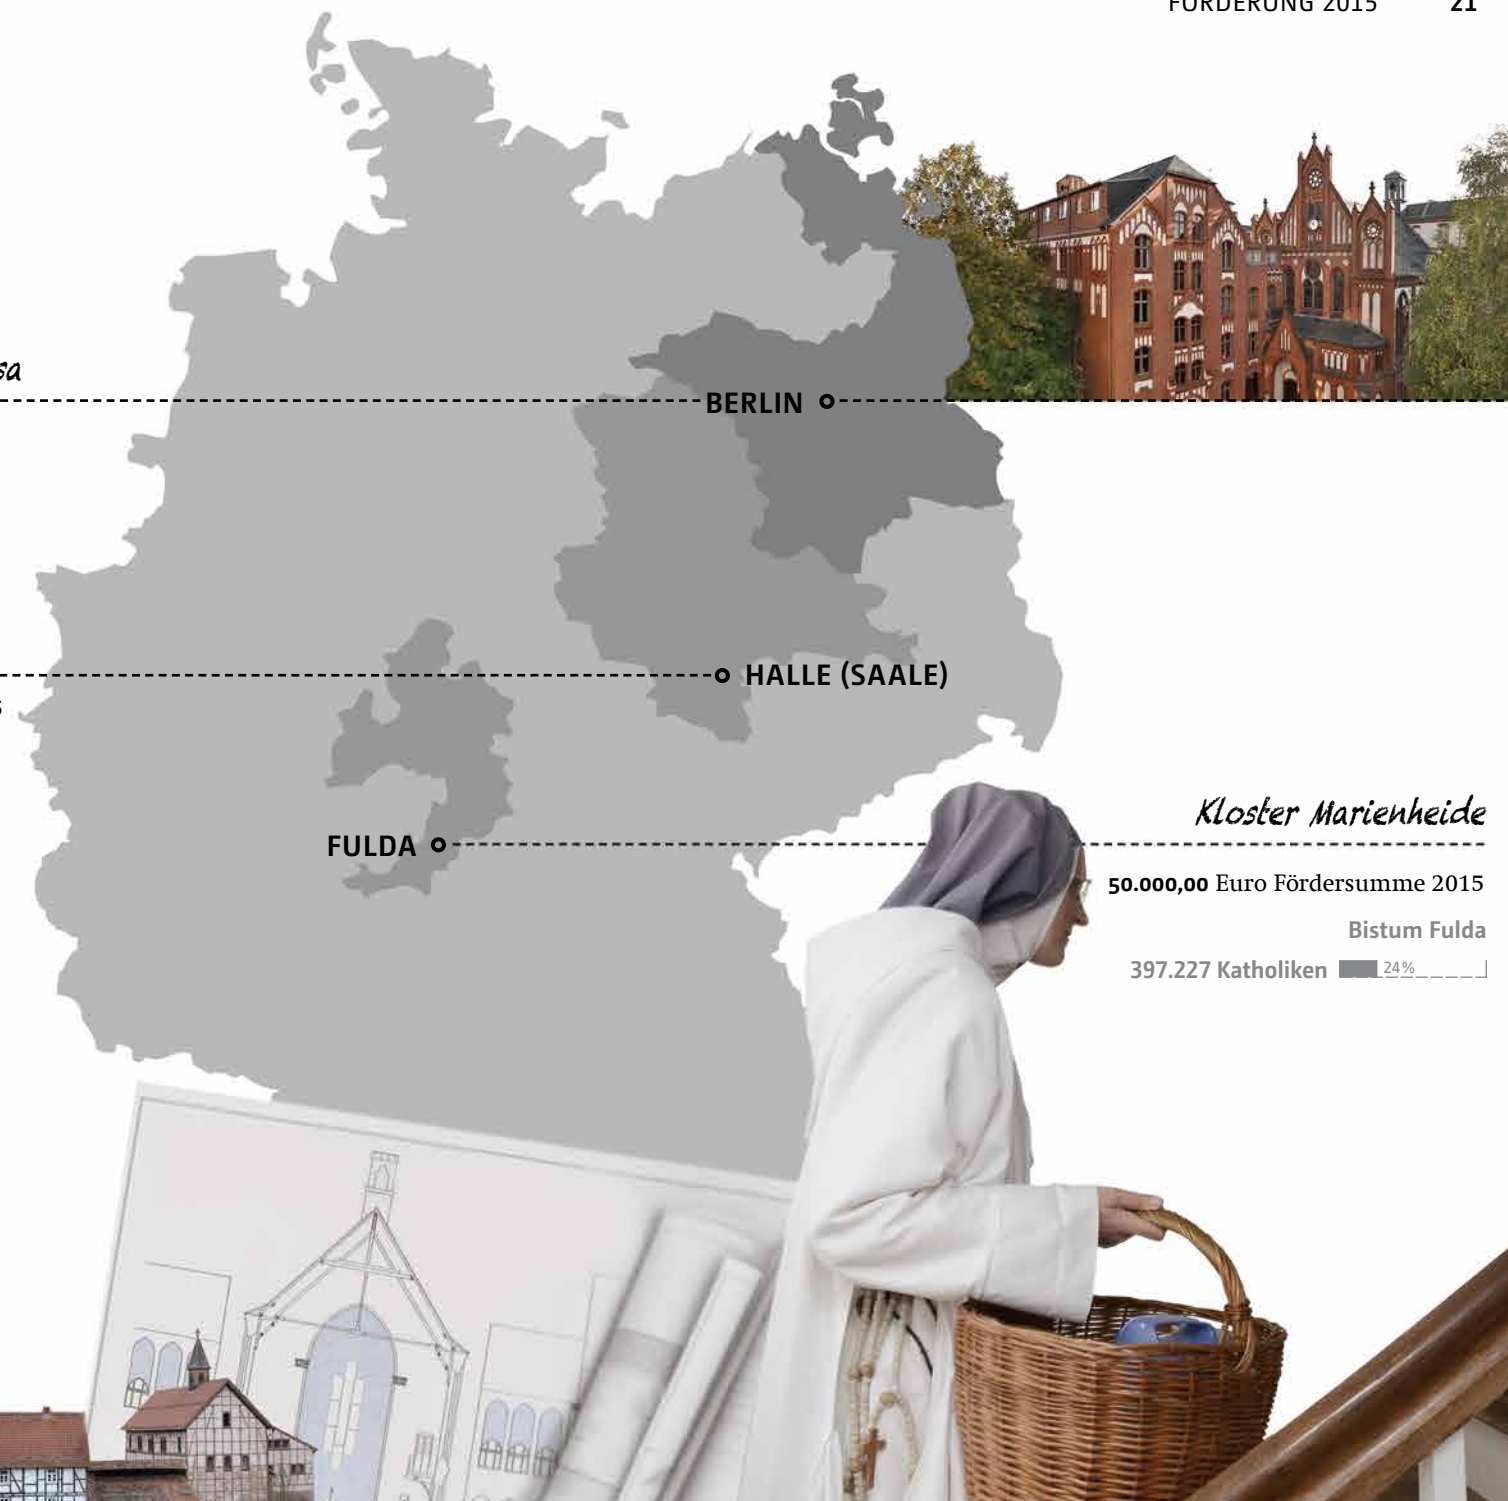 FÖRDERUNG 2015 21
BERLIN
HALLE (SAALE)
Kloster Marienheide
FULDA
50.000,00 Euro Fördersumme 2015
Bistum Fulda
397.227 Katholiken 24%